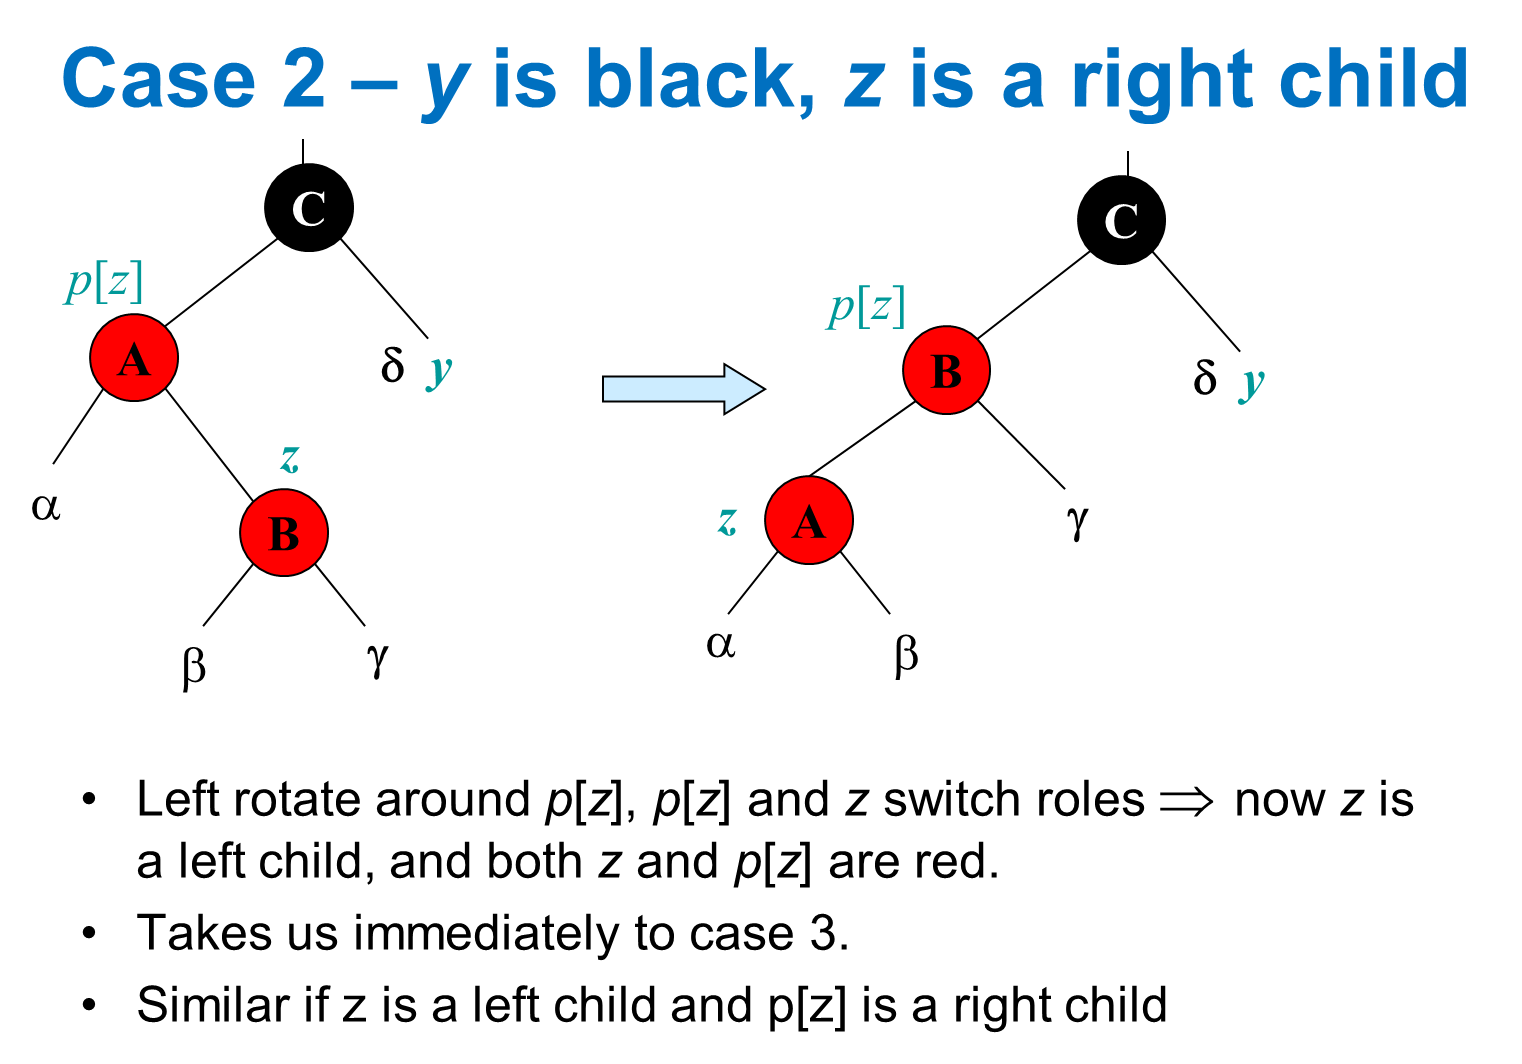 Case 2 – y is black, z is a right child
C
p[z]
A
δ y
z
α
B
β
γ
C
p[z]
B
δ y
z
A
γ
α
β
• Left rotate around p[z], p[z] and z switch roles ⇒ now z is
a left child, and both z and p[z] are red.
• Takes us immediately to case 3.
• Similar if z is a left child and p[z] is a right child